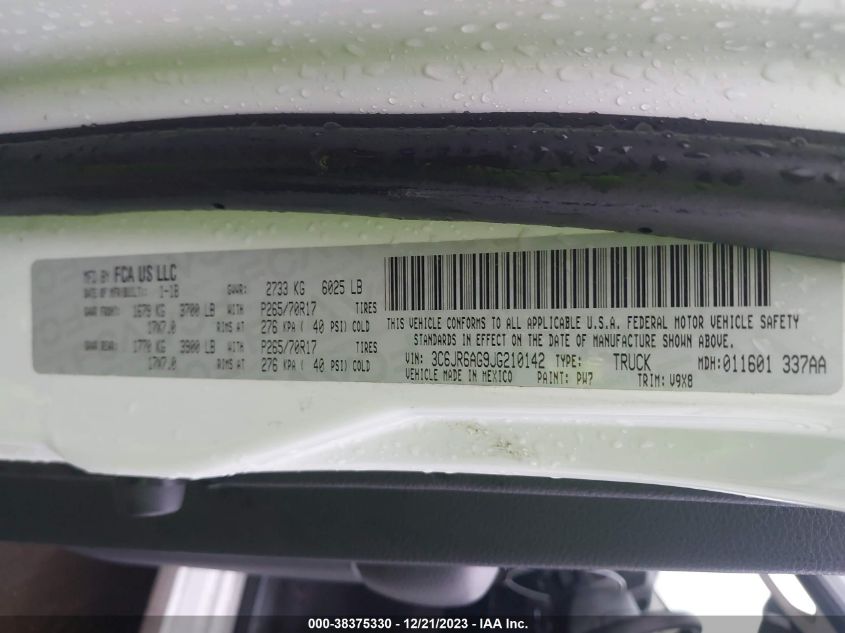 MFD BY FCA US LLC
DATE OF MFR/BUILT: 1-18 GVWR: 2733 KG 6025 LB
GAWR FRONT: 1679 KG 3700 LB WITH P265/70R17 TIRES
17X7.0 RIMS AT 276 KPA ( 40 PSI) COLD
GAWR REAR: 1770 KG 3900 LB WITH P265/70R17 TIRES
17X7.0 RIMS AT 276 KPA ( 40 PSI) COLD
THIS VEHICLE CONFORMS TO ALL APPLICABLE U.S.A. FEDERAL MOTOR VEHICLE SAFETY
STANDARDS IN EFFECT ON THE DATE OF MANUFACTURE SHOWN ABOVE.
VIN: 3C6JR6AG9JG210142 TYPE: TRUCK MDH:011601 337AA
VEHICLE MADE IN MEXICO PAINT: PW7 TRIM: V9X8
000-38375330 - 12/21/2023 - IAA Inc.